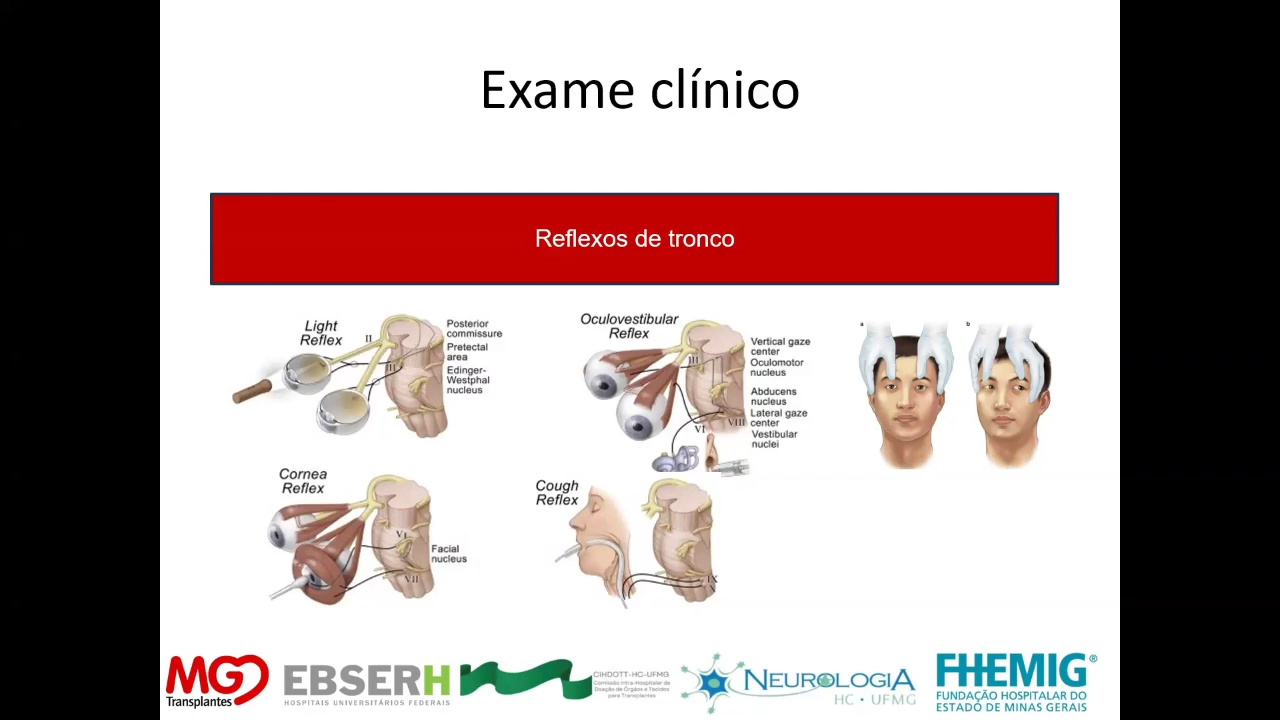 Exame clínico
Reflexos de tronco
Light
Reflex
II
III
Posterior
commissure
Pretectal
area
Edinger-
Westphal
nucleus
Oculovestibular
Reflex
III
VI
VIII
Vertical gaze
center
Oculomotor
nucleus
Abducens
nucleus
Lateral gaze
center
Vestibular
nuclei
a
b
Cornea
Reflex
VII
Facial
nucleus
Cough
Reflex
IX
X
MG
Transplantes
EBSERH
HOSPITAIS UNIVERSITÁRIOS FEDERAIS
CIHDOTT-HC-UFMG
Comissão Intra-Hospitalar de
Doação de Órgãos e Tecidos
para Transplantes
NEUROLOGIA
HC · UFMG
FHEMIG®
FUNDAÇÃO HOSPITALAR DO
ESTADO DE MINAS GERAIS